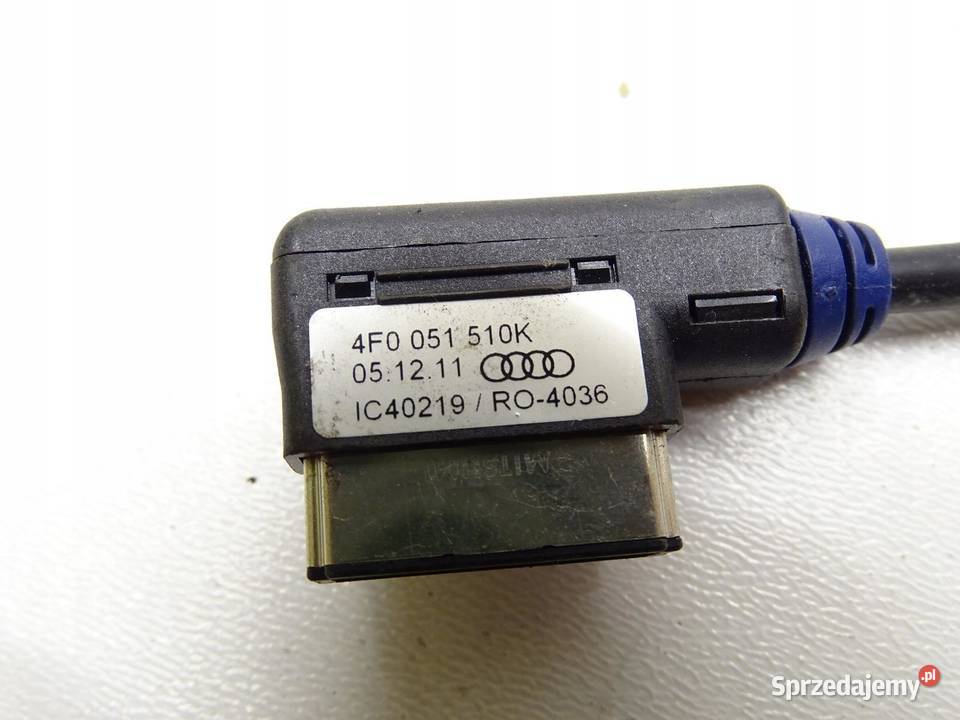 4F0 051 510K
05.12.11
IC40219 / RO-4036
Sprzedajemy.pl